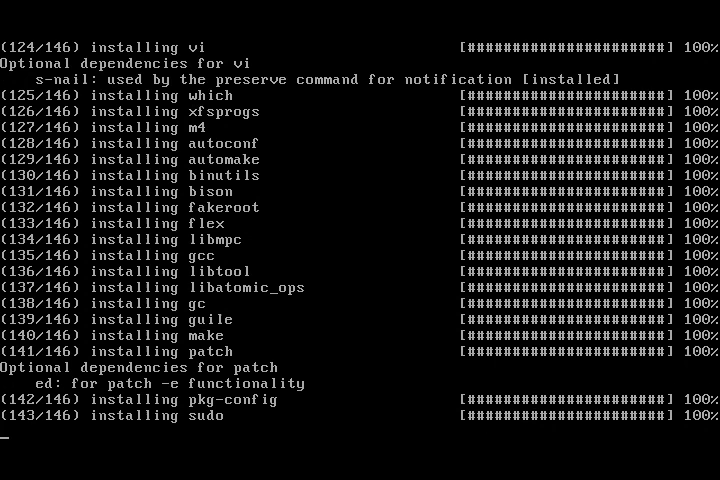 (124/146) installing vi [######################] 100%
Optional dependencies for vi
s-nail: used by the preserve command for notification [installed]
(125/146) installing which [######################] 100%
(126/146) installing xfsprogs [######################] 100%
(127/146) installing m4 [######################] 100%
(128/146) installing autoconf [######################] 100%
(129/146) installing automake [######################] 100%
(130/146) installing binutils [######################] 100%
(131/146) installing bison [######################] 100%
(132/146) installing fakeroot [######################] 100%
(133/146) installing flex [######################] 100%
(134/146) installing libmpc [######################] 100%
(135/146) installing gcc [######################] 100%
(136/146) installing libtool [######################] 100%
(137/146) installing libatomic_ops [######################] 100%
(138/146) installing gc [######################] 100%
(139/146) installing guile [######################] 100%
(140/146) installing make [######################] 100%
(141/146) installing patch [######################] 100%
Optional dependencies for patch
ed: for patch -e functionality
(142/146) installing pkg-config [######################] 100%
(143/146) installing sudo [######################] 100%
_